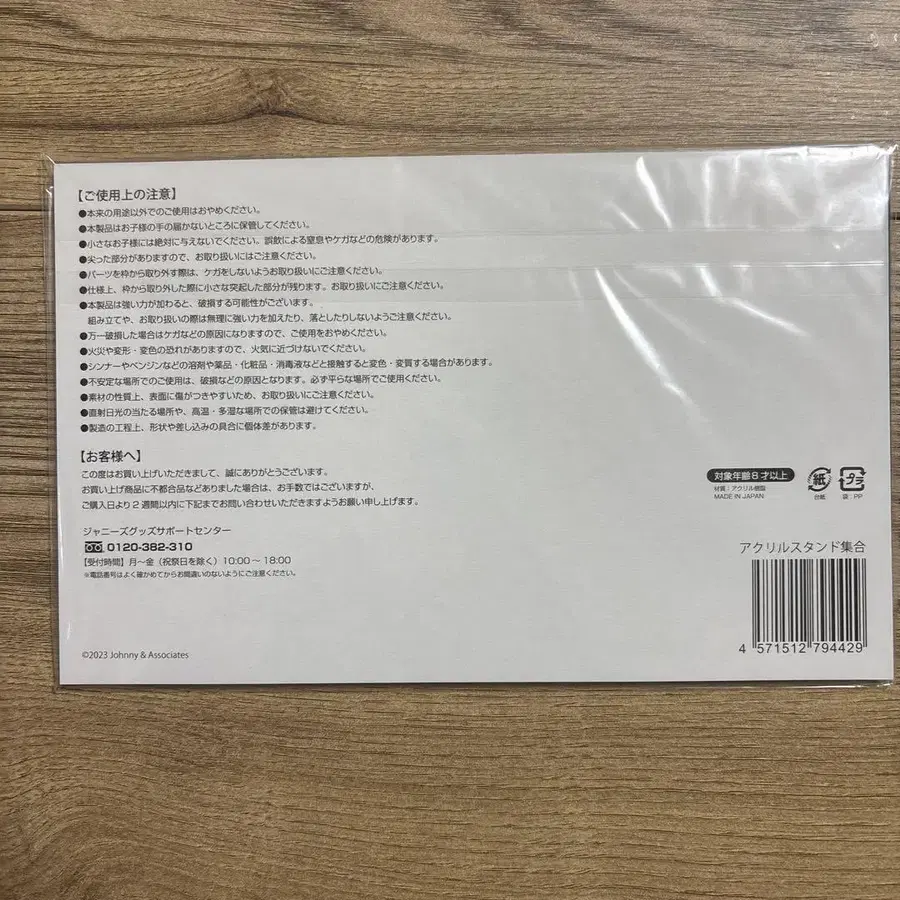 【ご使用上の注意】
●本来の用途以外でのご使用はおやめください。
●本製品はお子様の手の届かないところに保管してください。
●小さなお子様には絶対に与えないでください。誤飲による窒息やケガなどの危険があります。
●尖った部分がありますので、お取り扱いにはご注意ください。
●パーツを枠から取り外す際は、ケガをしないようお取り扱いにご注意ください。
●仕様上、枠から取り外した際に小さな突起した部分が残ります。お取り扱いにご注意ください。
●本製品は強い力が加わると、破損する可能性がございます。
組み立てや、お取り扱いの際は無理に強い力を加えたり、落としたりしないようご注意ください。
●万一破損した場合はケガなどの原因になりますので、ご使用をおやめください。
●火災や変形・変色の恐れがありますので、火気に近づけないでください。
●シンナーやベンジンなどの溶剤や薬品・化粧品・消毒液などと接触すると変色・変質する場合があります。
●不安定な場所でのご使用は、破損などの原因となります。必ず平らな場所でご使用ください。
●素材の性質上、表面に傷がつきやすいため、お取り扱いにご注意ください。
●直射日光の当たる場所や、高温・多湿な場所での保管は避けてください。
●製造の工程上、形状や差し込みの具合に個体差があります。
【お客様へ】
この度はお買い上げいただきまして、誠にありがとうございます。
お買い上げ商品に不都合品などありました場合は、お手数ではございますが、
ご購入日より2週間以内に下記までお問い合わせいただきますようお願い申し上げます。
ジャニーズグッズサポートセンター
0120-382-310
【受付時間】月〜金（祝祭日を除く）10:00〜18:00
※電話番号はよく確かめてからお間違いのないようにご注意ください。
©2023 Johnny & Associates
対象年齢8才以上
材質：アクリル樹脂
MADE IN JAPAN
紙
台紙
プラ
袋：PP
アクリルスタンド集合
4 571512 794429